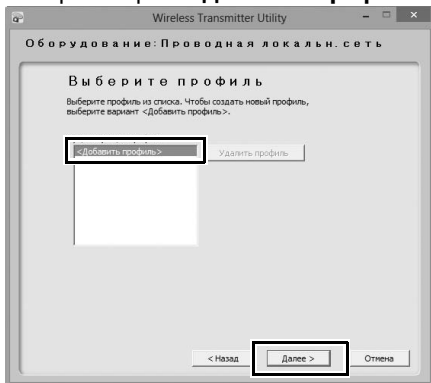 Wireless Transmitter Utility
Оборудование:Проводная локальн.сеть
Выберите профиль
Выберите профиль из списка. Чтобы создать новый профиль,
выберите вариант <Добавить профиль>.
<Добавить профиль>
Удалить профиль
< Назад
Далее >
Отмена